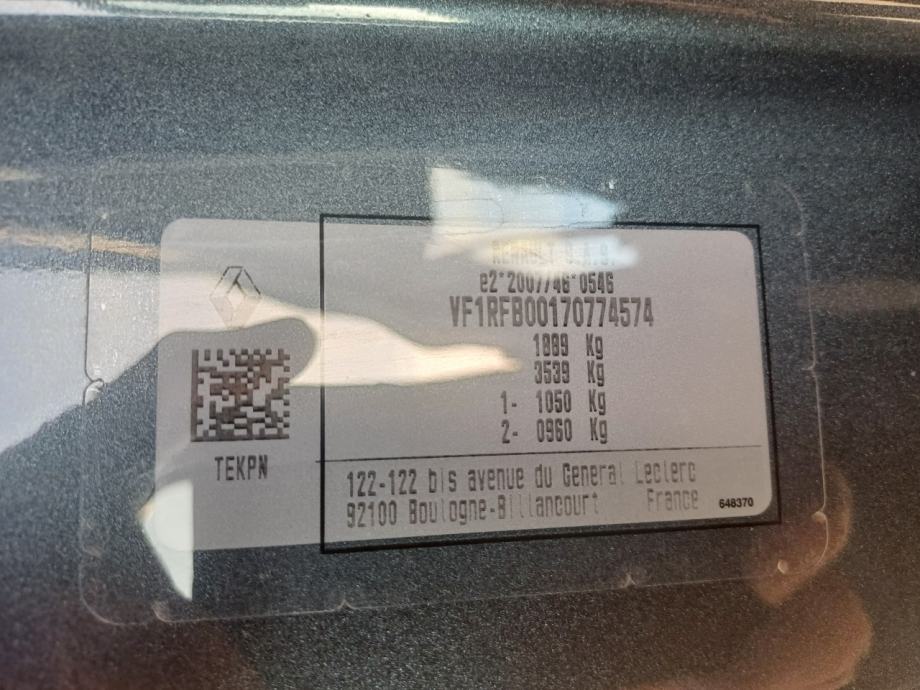 RENAULT S.A.S.
e2*2007/46*0546
VF1RFB00170774574
1889 Kg
3539 Kg
1- 1050 Kg
2- 0960 Kg
TEKPN
122-122 bis avenue du General Leclerc
92100 Boulogne-Billancourt France
648370